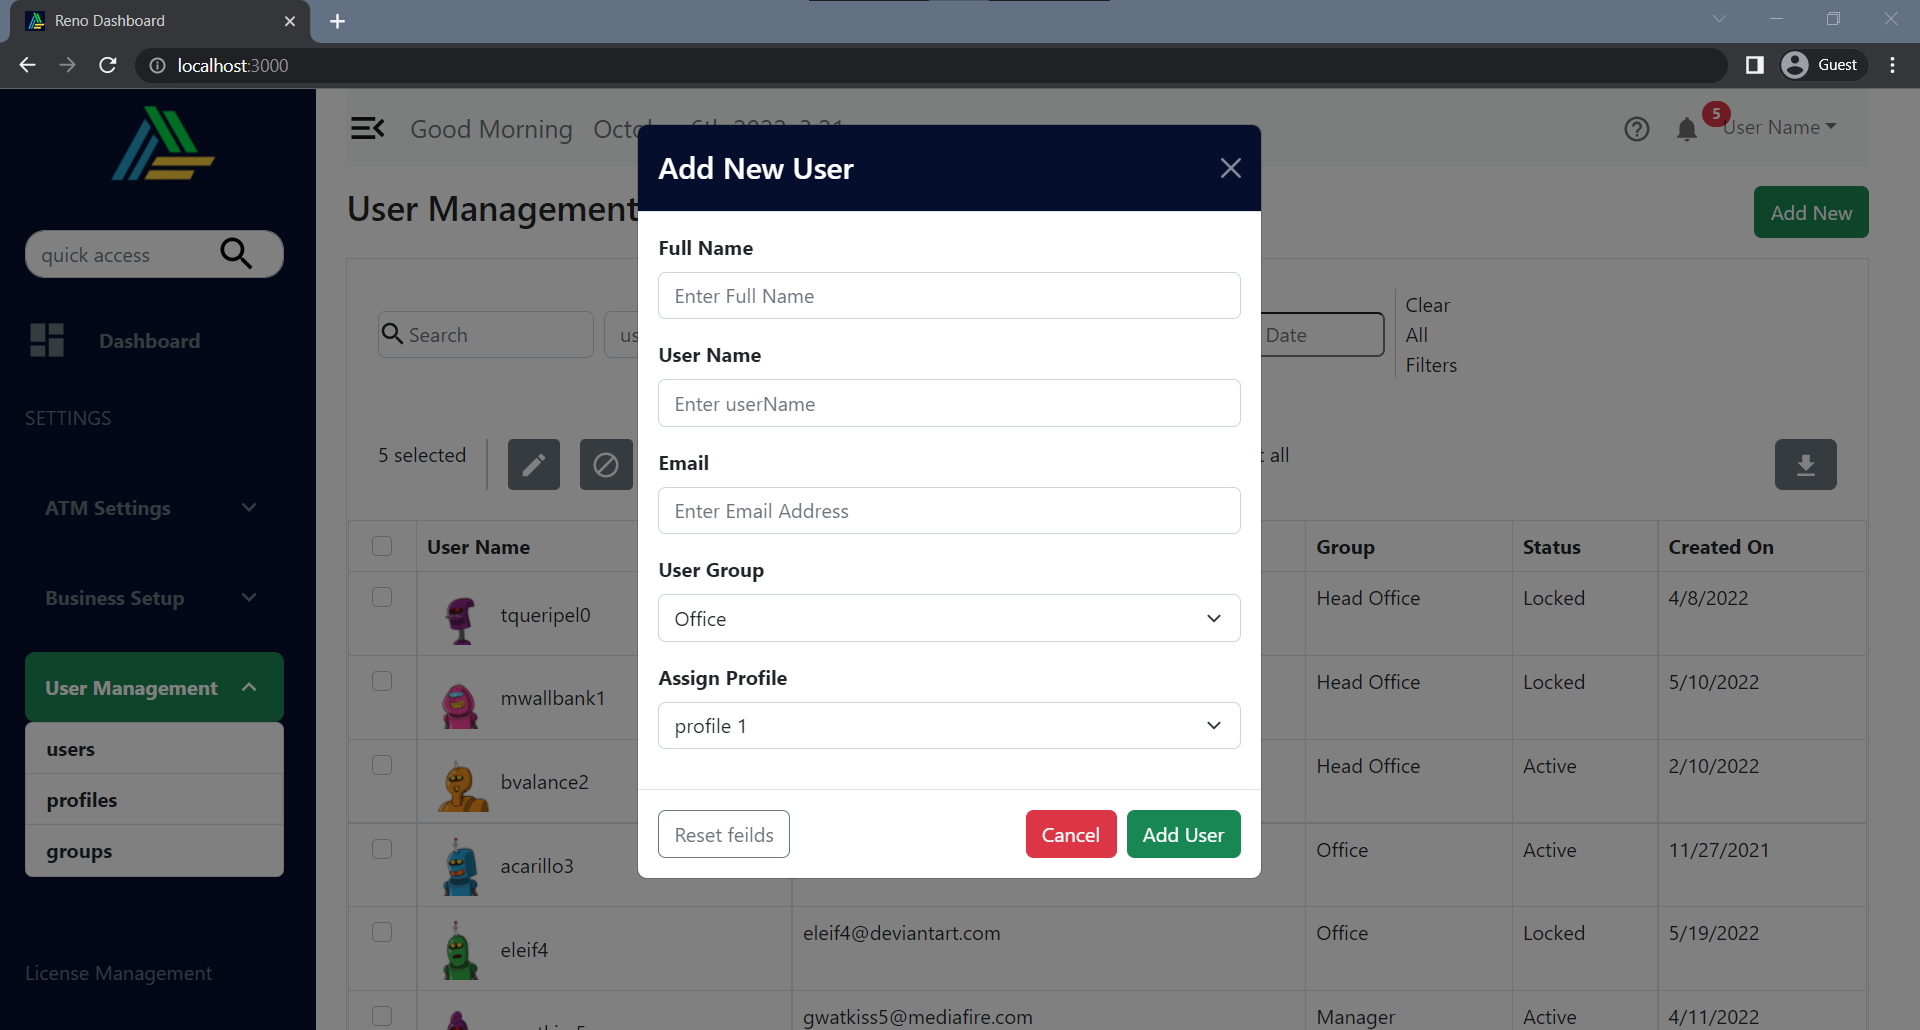 Reno Dashboard
localhost:3000
Guest
Good Morning
5
User Name
quick access
Dashboard
SETTINGS
ATM Settings
Business Setup
User Management
users
profiles
groups
License Management
User Management
Add New
Search
Date
Clear
All
Filters
5 selected
all
User Name Group Status Created On
tqueripel0 Head Office Locked 4/8/2022
mwallbank1 Head Office Locked 5/10/2022
bvalance2 Head Office Active 2/10/2022
acarillo3 Office Active 11/27/2021
eleif4 eleif4@deviantart.com Office Locked 5/19/2022
gwatkiss5@mediafire.com Manager Active 4/11/2022
Add New User
Full Name
Enter Full Name
User Name
Enter userName
Email
Enter Email Address
User Group
Office
Assign Profile
profile 1
Reset feilds
Cancel
Add User